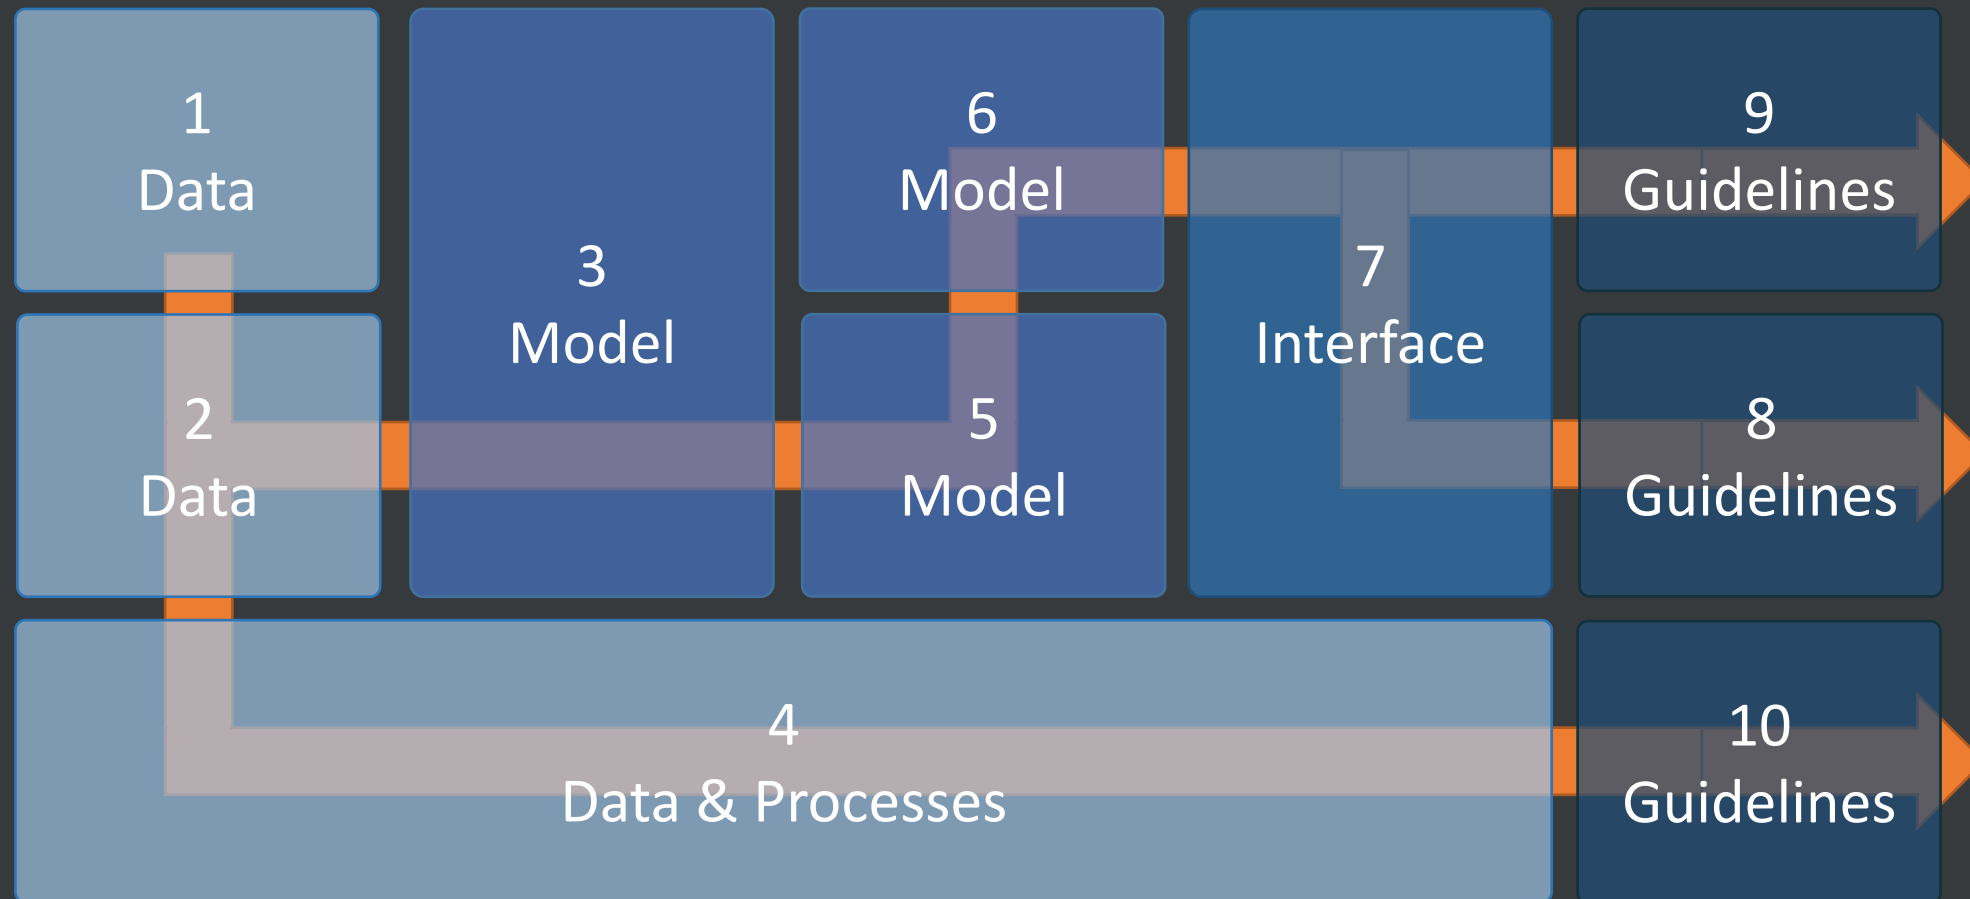 1
Data
2
Data
3
Model
6
Model
5
Model
7
Interface
9
Guidelines
8
Guidelines
4
Data & Processes
10
Guidelines